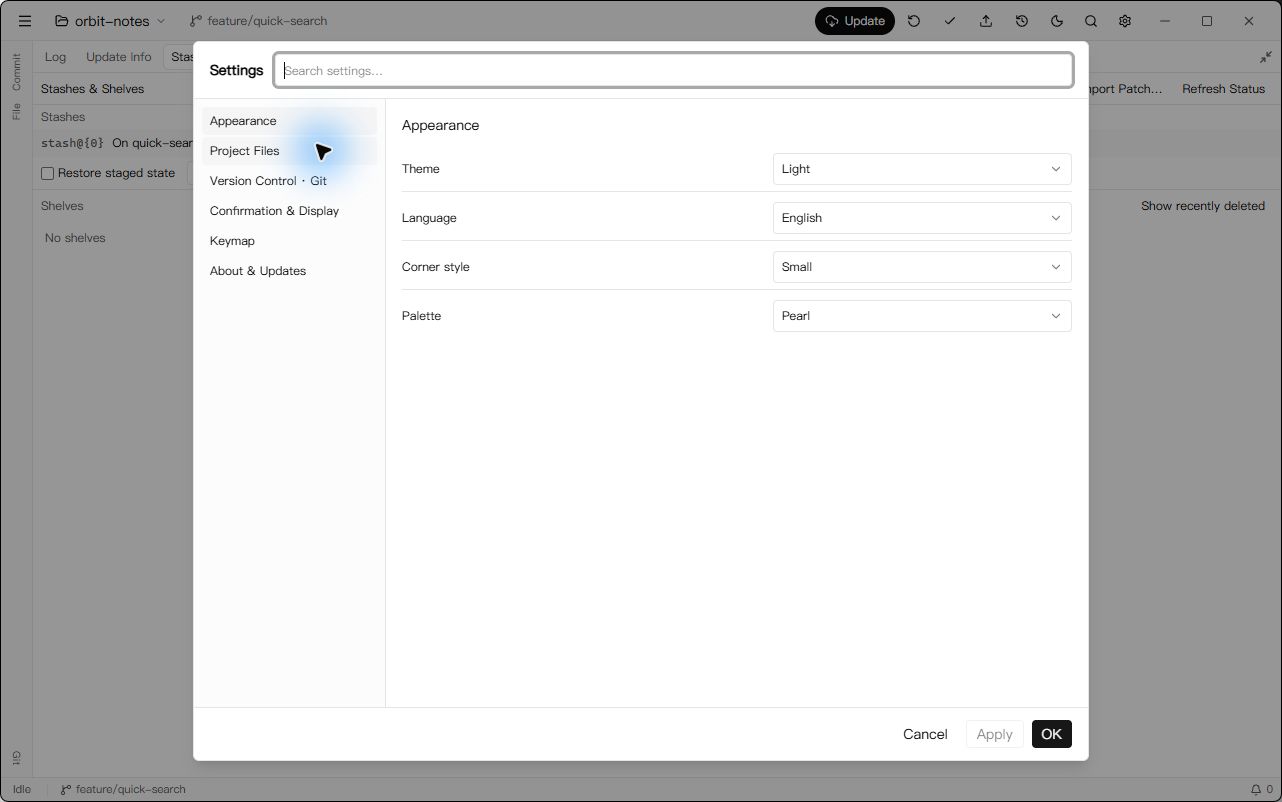 orbit-notes
feature/quick-search
Update
Commit
File
Git
Log
Update Info
Stas
Stashes & Shelves
port Patch...
Refresh Status
Stashes
stash@{0} On quick-sear
Restore staged state
Shelves
Show recently deleted
No shelves
Settings
Search settings...
Appearance
Project Files
Version Control · Git
Confirmation & Display
Keymap
About & Updates
Appearance
Theme
Light
Language
English
Corner style
Small
Palette
Pearl
Cancel
Apply
OK
Idle
feature/quick-search
0